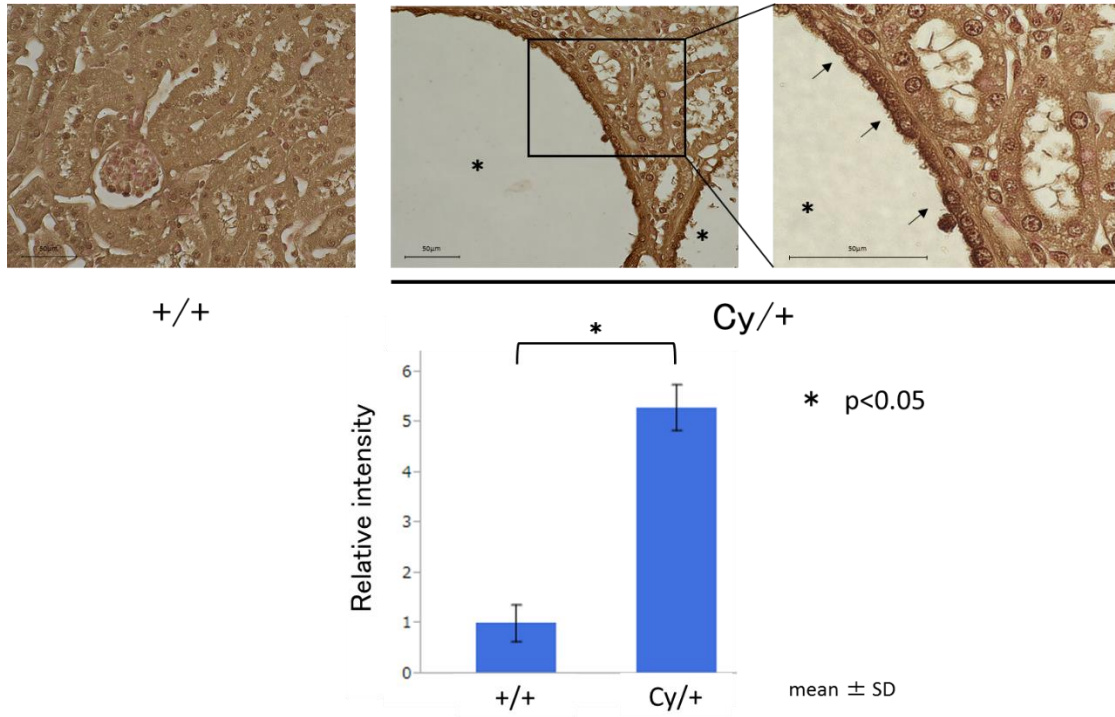 50μm
*
*
50μm
*
50μm
+/+
Cy/+
*
* p<0.05
Relative intensity
6
5
4
3
2
1
0
+/+
Cy/+
mean ± SD